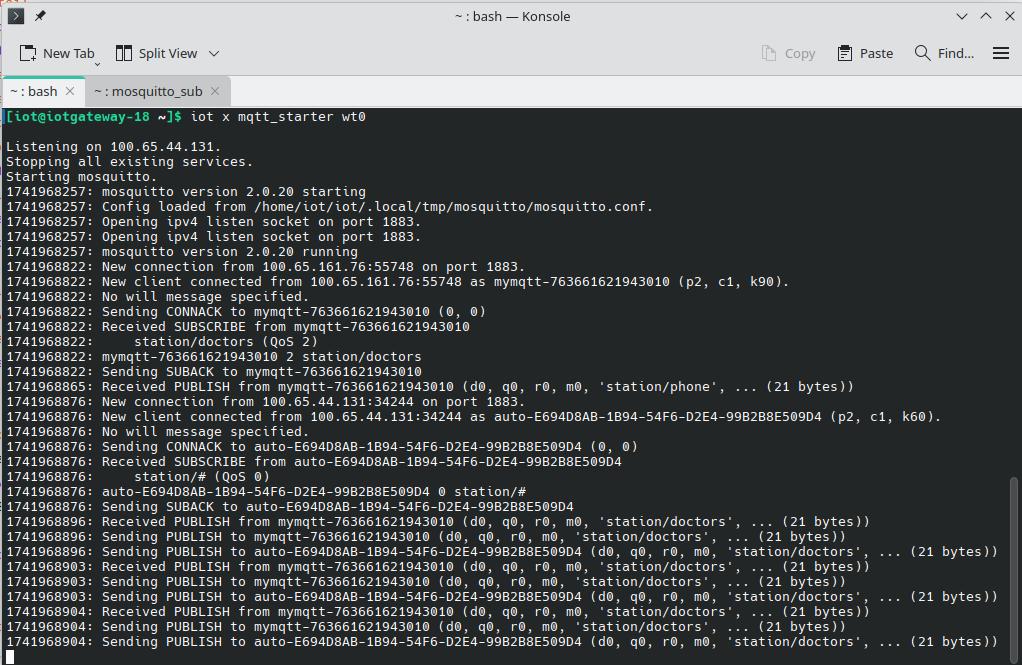 ~ : bash — Konsole
New Tab Split View Copy Paste Find...
~ : bash ~ : mosquitto_sub
[iot@iotgateway-18 ~]$ iot x mqtt_starter wt0
Listening on 100.65.44.131.
Stopping all existing services.
Starting mosquitto.
1741968257: mosquitto version 2.0.20 starting
1741968257: Config loaded from /home/iot/iot/.local/tmp/mosquitto/mosquitto.conf.
1741968257: Opening ipv4 listen socket on port 1883.
1741968257: Opening ipv4 listen socket on port 1883.
1741968257: mosquitto version 2.0.20 running
1741968822: New connection from 100.65.161.76:55748 on port 1883.
1741968822: New client connected from 100.65.161.76:55748 as mymqtt-763661621943010 (p2, c1, k90).
1741968822: No will message specified.
1741968822: Sending CONNACK to mymqtt-763661621943010 (0, 0)
1741968822: Received SUBSCRIBE from mymqtt-763661621943010
1741968822:     station/doctors (QoS 2)
1741968822: mymqtt-763661621943010 2 station/doctors
1741968822: Sending SUBACK to mymqtt-763661621943010
1741968865: Received PUBLISH from mymqtt-763661621943010 (d0, q0, r0, m0, 'station/phone', ... (21 bytes))
1741968876: New connection from 100.65.44.131:34244 on port 1883.
1741968876: New client connected from 100.65.44.131:34244 as auto-E694D8AB-1B94-54F6-D2E4-99B2B8E509D4 (p2, c1, k60).
1741968876: No will message specified.
1741968876: Sending CONNACK to auto-E694D8AB-1B94-54F6-D2E4-99B2B8E509D4 (0, 0)
1741968876: Received SUBSCRIBE from auto-E694D8AB-1B94-54F6-D2E4-99B2B8E509D4
1741968876:     station/# (QoS 0)
1741968876: auto-E694D8AB-1B94-54F6-D2E4-99B2B8E509D4 0 station/#
1741968876: Sending SUBACK to auto-E694D8AB-1B94-54F6-D2E4-99B2B8E509D4
1741968896: Received PUBLISH from mymqtt-763661621943010 (d0, q0, r0, m0, 'station/doctors', ... (21 bytes))
1741968896: Sending PUBLISH to mymqtt-763661621943010 (d0, q0, r0, m0, 'station/doctors', ... (21 bytes))
1741968896: Sending PUBLISH to auto-E694D8AB-1B94-54F6-D2E4-99B2B8E509D4 (d0, q0, r0, m0, 'station/doctors', ... (21 bytes))
1741968903: Received PUBLISH from mymqtt-763661621943010 (d0, q0, r0, m0, 'station/doctors', ... (21 bytes))
1741968903: Sending PUBLISH to mymqtt-763661621943010 (d0, q0, r0, m0, 'station/doctors', ... (21 bytes))
1741968903: Sending PUBLISH to auto-E694D8AB-1B94-54F6-D2E4-99B2B8E509D4 (d0, q0, r0, m0, 'station/doctors', ... (21 bytes))
1741968904: Received PUBLISH from mymqtt-763661621943010 (d0, q0, r0, m0, 'station/doctors', ... (21 bytes))
1741968904: Sending PUBLISH to mymqtt-763661621943010 (d0, q0, r0, m0, 'station/doctors', ... (21 bytes))
1741968904: Sending PUBLISH to auto-E694D8AB-1B94-54F6-D2E4-99B2B8E509D4 (d0, q0, r0, m0, 'station/doctors', ... (21 bytes))